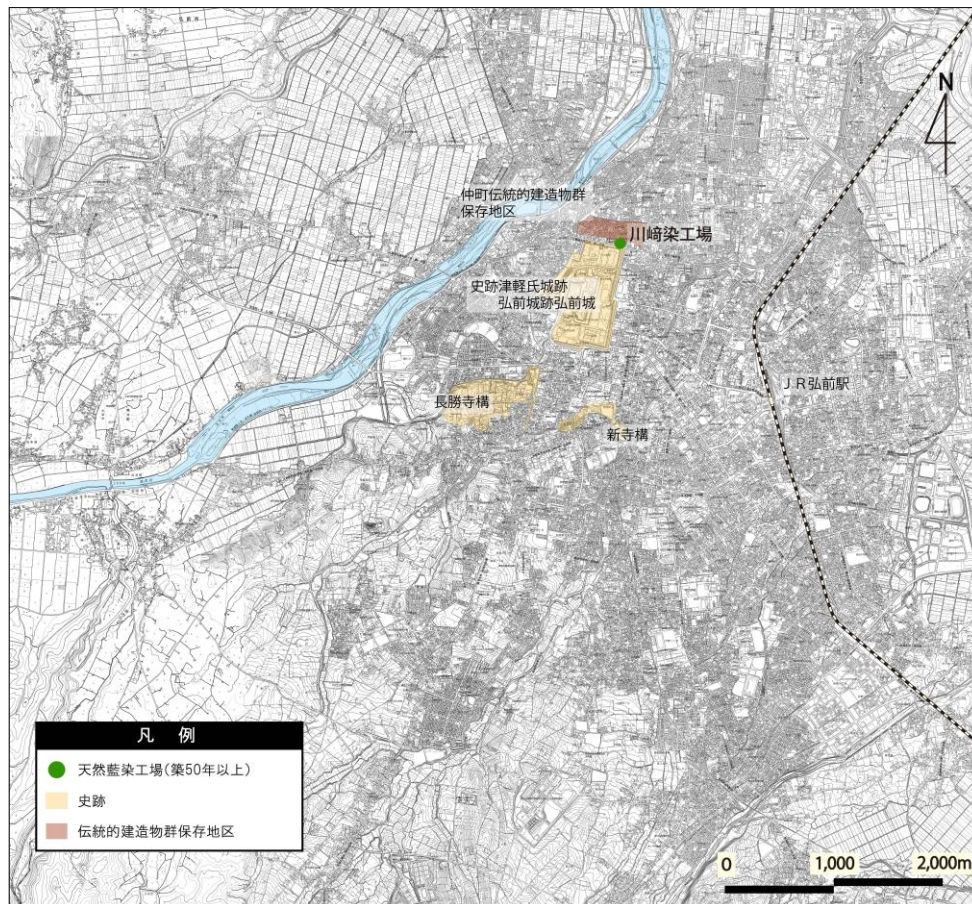 N
仲町伝統的建造物群
保存地区
川﨑染工場
史跡津軽氏城跡
弘前城跡弘前城
ＪＲ弘前駅
長勝寺構
新寺構
凡 例
天然藍染工場(築50年以上)
史跡
伝統的建造物群保存地区
0 1,000 2,000m